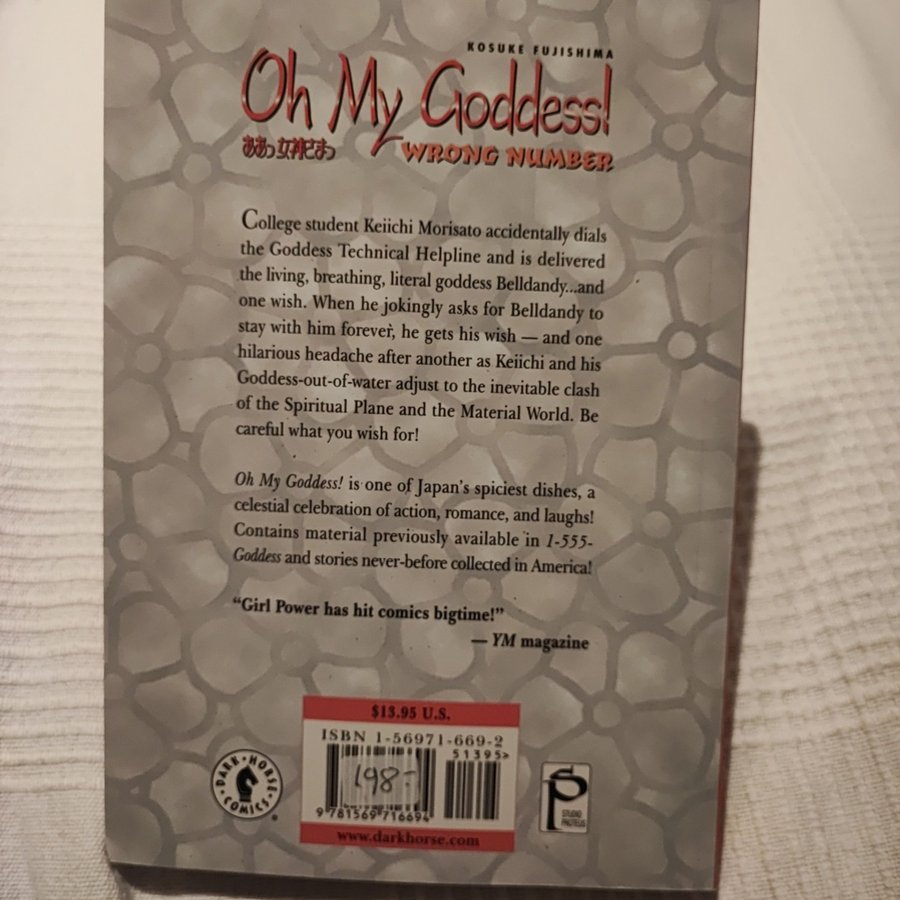 KOSUKE FUJISHIMA
Oh My Goddess!
ああっ女神さまっ
WRONG NUMBER
College student Keiichi Morisato accidentally dials
the Goddess Technical Helpline and is delivered
the living, breathing, literal goddess Belldandy...and
one wish. When he jokingly asks for Belldandy to
stay with him forever, he gets his wish — and one
hilarious headache after another as Keiichi and his
Goddess-out-of-water adjust to the inevitable clash
of the Spiritual Plane and the Material World. Be
careful what you wish for!
Oh My Goddess! is one of Japan's spiciest dishes, a
celestial celebration of action, romance, and laughs!
Contains material previously available in 1-555-
Goddess and stories never-before collected in America!
“Girl Power has hit comics bigtime!”
— YM magazine
$13.95 U.S.
ISBN 1-56971-669-2
51395>
198-
9 781569 716694
www.darkhorse.com
DARK HORSE COMICS
SP
STUDIO
PROTEUS